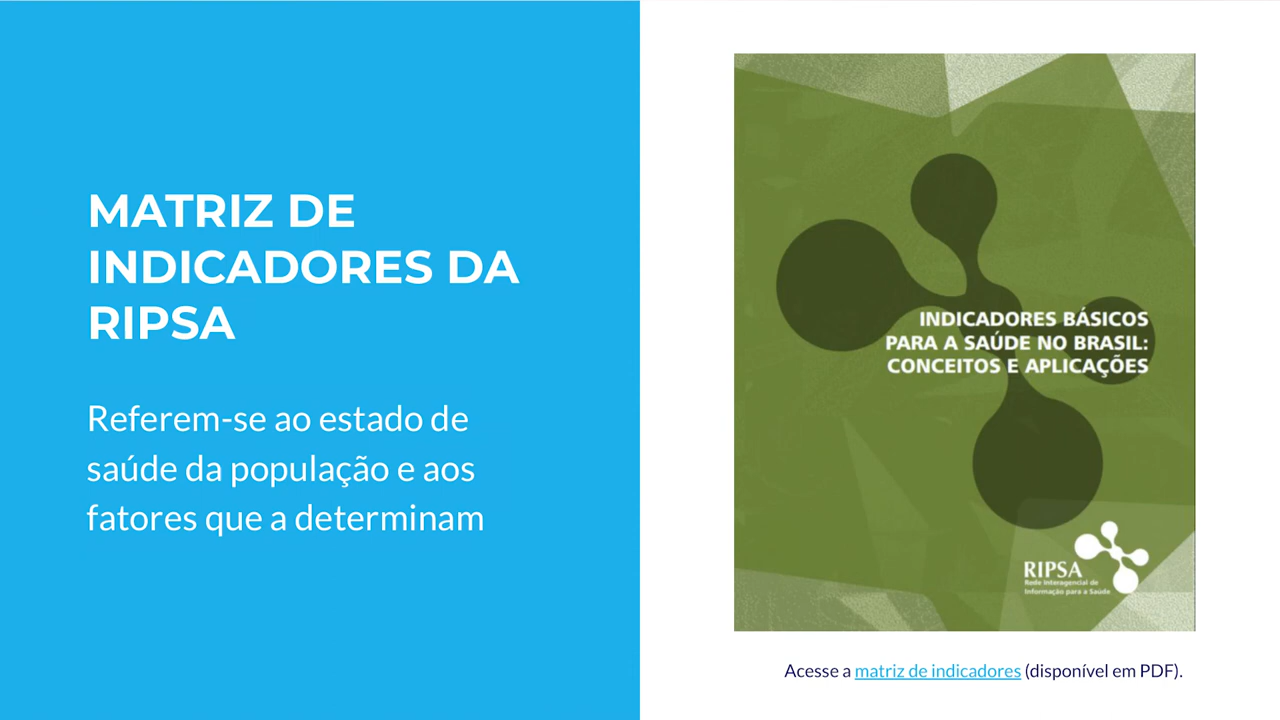 MATRIZ DE
INDICADORES DA
RIPSA
Referem-se ao estado de
saúde da população e aos
fatores que a determinam
INDICADORES BÁSICOS
PARA A SAÚDE NO BRASIL:
CONCEITOS E APLICAÇÕES
RIPSA
Rede Interagencial de
Informação para a Saúde
Acesse a matriz de indicadores (disponível em PDF).